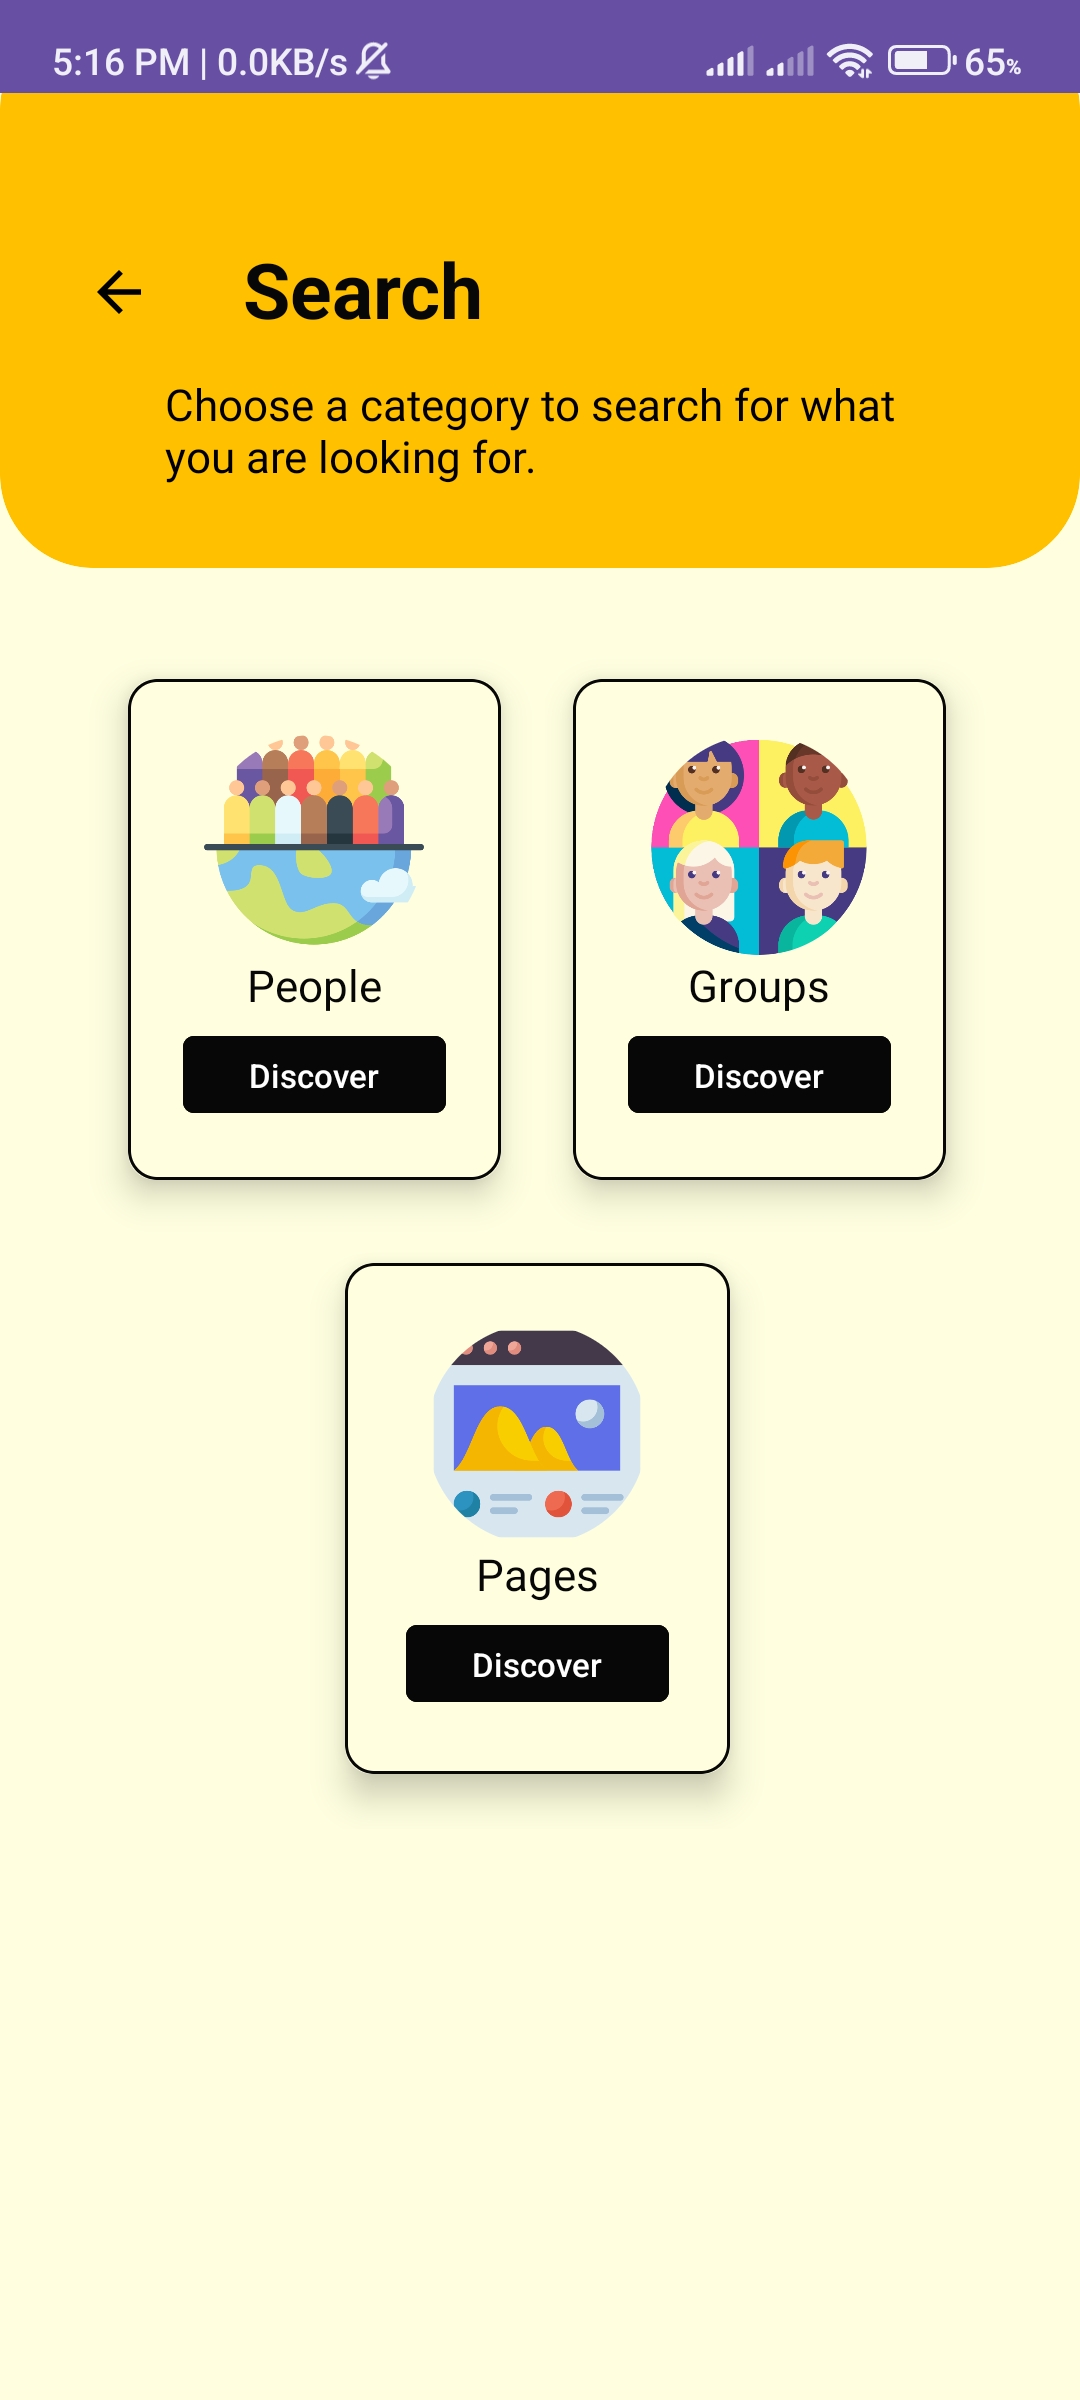 5:16 PM | 0.0KB/s
65%
Search
Choose a category to search for what
you are looking for.
People
Groups
Discover
Discover
Pages
Discover